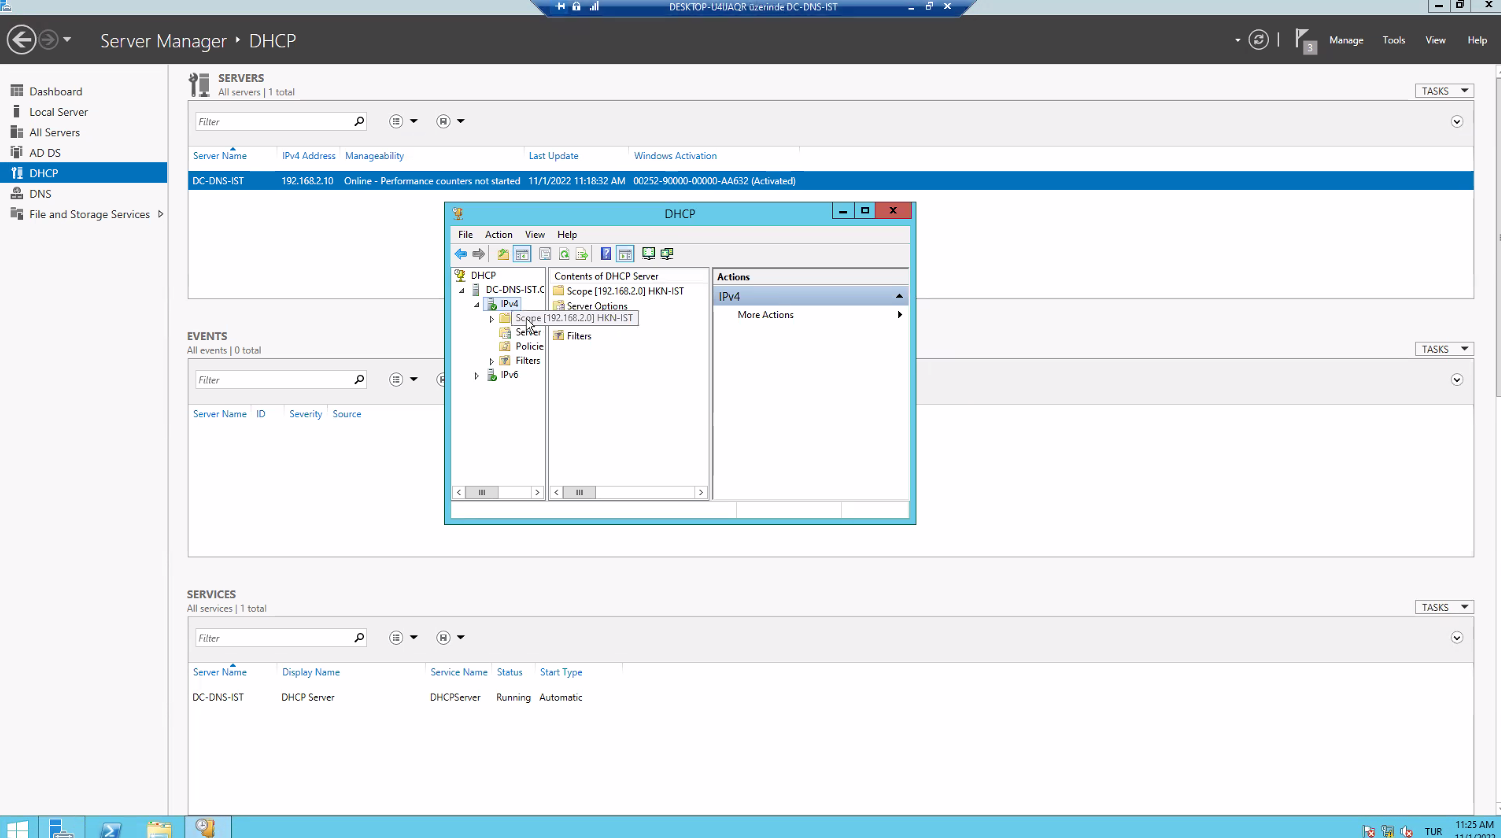 DESKTOP-U4IJAQR üzerinde DC-DNS-IST
Server Manager ‣ DHCP
3
Manage Tools View Help
Dashboard
Local Server
All Servers
AD DS
DHCP
DNS
File and Storage Services
SERVERS
All servers | 1 total
TASKS
Filter
Server Name IPv4 Address Manageability Last Update Windows Activation
DC-DNS-IST 192.168.2.10 Online - Performance counters not started 11/1/2022 11:18:32 AM 00252-90000-00000-AA632 (Activated)
DHCP
File Action View Help
DHCP
DC-DNS-IST.C
IPv4
Scope [192.168.2.0] HKN-IST
Server
Policie
Filters
IPv6
Contents of DHCP Server
Scope [192.168.2.0] HKN-IST
Server Options
Filters
Actions
IPv4
More Actions
EVENTS
All events | 0 total
TASKS
Filter
Server Name ID Severity Source
SERVICES
All services | 1 total
TASKS
Filter
Server Name Display Name Service Name Status Start Type
DC-DNS-IST DHCP Server DHCPServer Running Automatic
TUR
11:25 AM